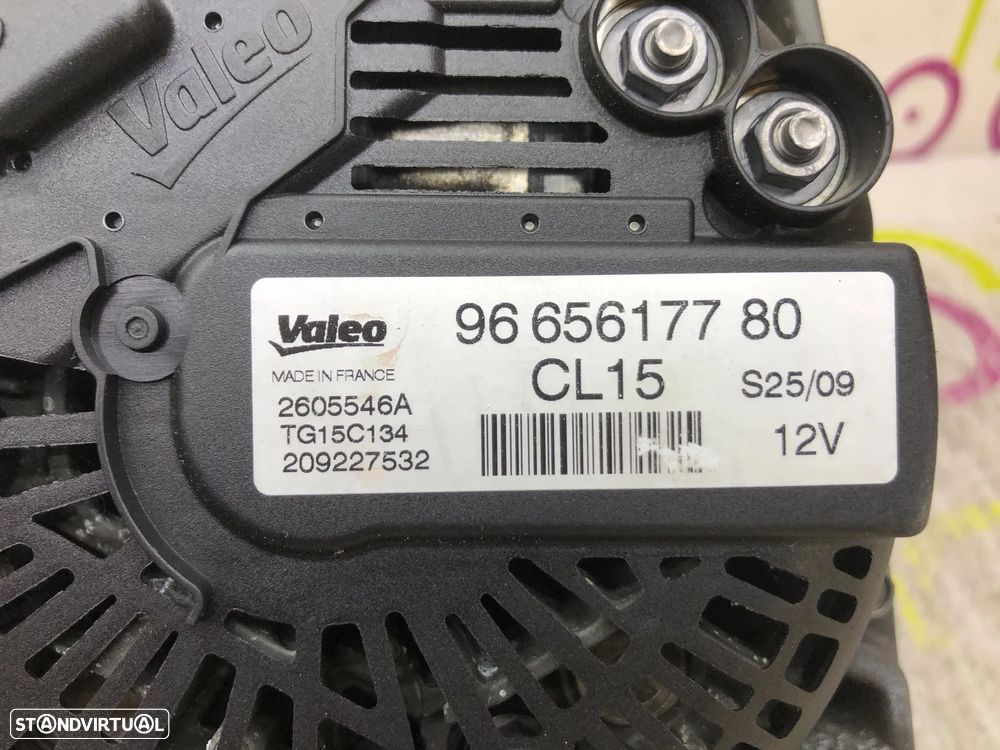 Valeo
Valeo
96 656177 80
MADE IN FRANCE
CL15
S25/09
2605546A
TG15C134
12V
209227532
STANDVIRTUAL